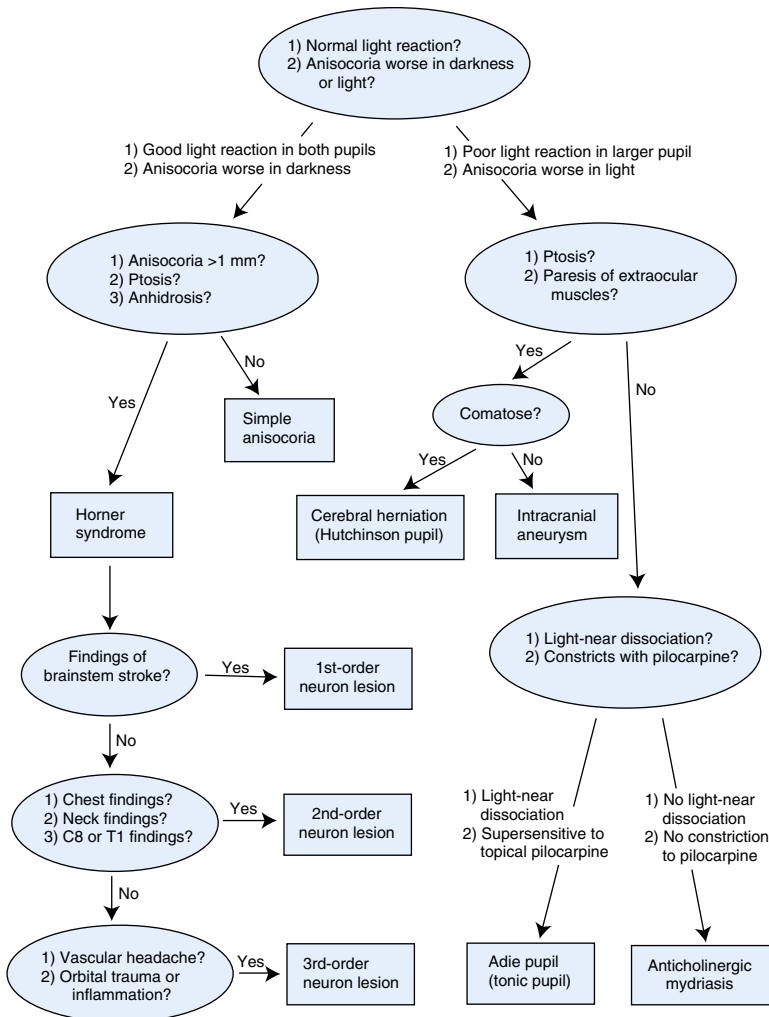 1) Normal light reaction?
2) Anisocoria worse in darkness
or light?
1) Good light reaction in both pupils
2) Anisocoria worse in darkness
1) Poor light reaction in larger pupil
2) Anisocoria worse in light
1) Anisocoria >1 mm?
2) Ptosis?
3) Anhidrosis?
1) Ptosis?
2) Paresis of extraocular
muscles?
Yes
No
Simple
anisocoria
Yes
No
Comatose?
Yes
No
Horner
syndrome
Cerebral herniation
(Hutchinson pupil)
Intracranial
aneurysm
Findings of
brainstem stroke?
Yes
1st-order
neuron lesion
1) Light-near dissociation?
2) Constricts with pilocarpine?
No
1) Chest findings?
2) Neck findings?
3) C8 or T1 findings?
Yes
2nd-order
neuron lesion
1) Light-near
dissociation
2) Supersensitive to
topical pilocarpine
1) No light-near
dissociation
2) No constriction
to pilocarpine
No
1) Vascular headache?
2) Orbital trauma or
inflammation?
Yes
3rd-order
neuron lesion
Adie pupil
(tonic pupil)
Anticholinergic
mydriasis